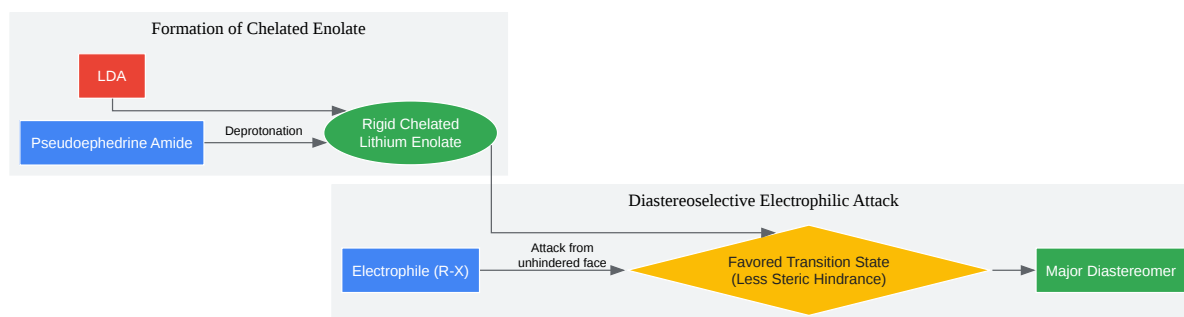 Formation of Chelated Enolate
LDA
Pseudoephedrine Amide
Deprotonation
Rigid Chelated
Lithium Enolate
Diastereoselective Electrophilic Attack
Electrophile (R-X)
Attack from
unhindered face
Favored Transition State
(Less Steric Hindrance)
Major Diastereomer